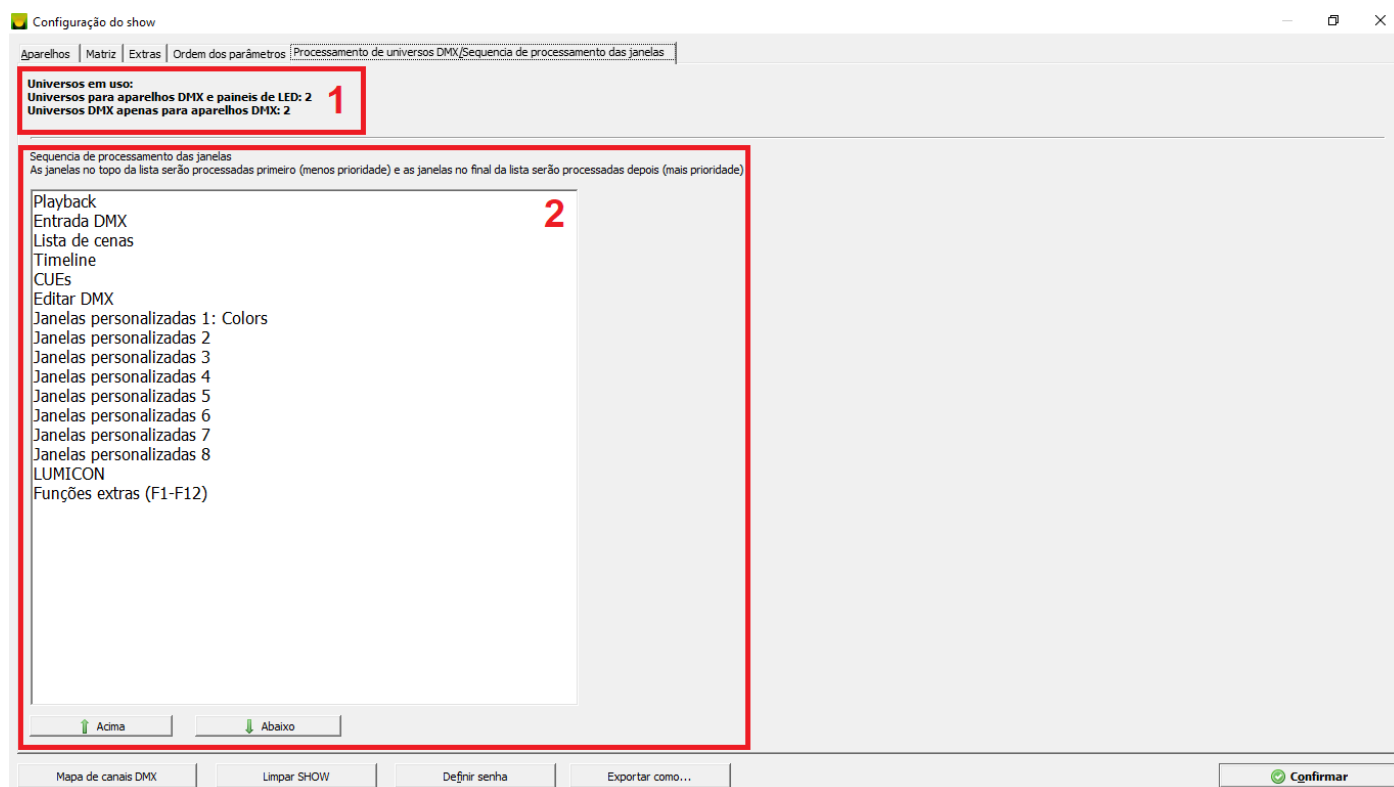 Configuração do show
Aparelhos Matriz Extras Ordem dos parâmetros Processamento de universos DMX/Sequencia de processamento das janelas
Universos em uso:
Universos para aparelhos DMX e paineis de LED: 2
Universos DMX apenas para aparelhos DMX: 2
1
Sequencia de processamento das janelas
As janelas no topo da lista serão processadas primeiro (menos prioridade) e as janelas no final da lista serão processadas depois (mais prioridade)
2
Playback
Entrada DMX
Lista de cenas
Timeline
CUEs
Editar DMX
Janelas personalizadas 1: Colors
Janelas personalizadas 2
Janelas personalizadas 3
Janelas personalizadas 4
Janelas personalizadas 5
Janelas personalizadas 6
Janelas personalizadas 7
Janelas personalizadas 8
LUMICON
Funções extras (F1-F12)
Acima Abaixo
Mapa de canais DMX Limpar SHOW Definir senha Exportar como... Confirmar